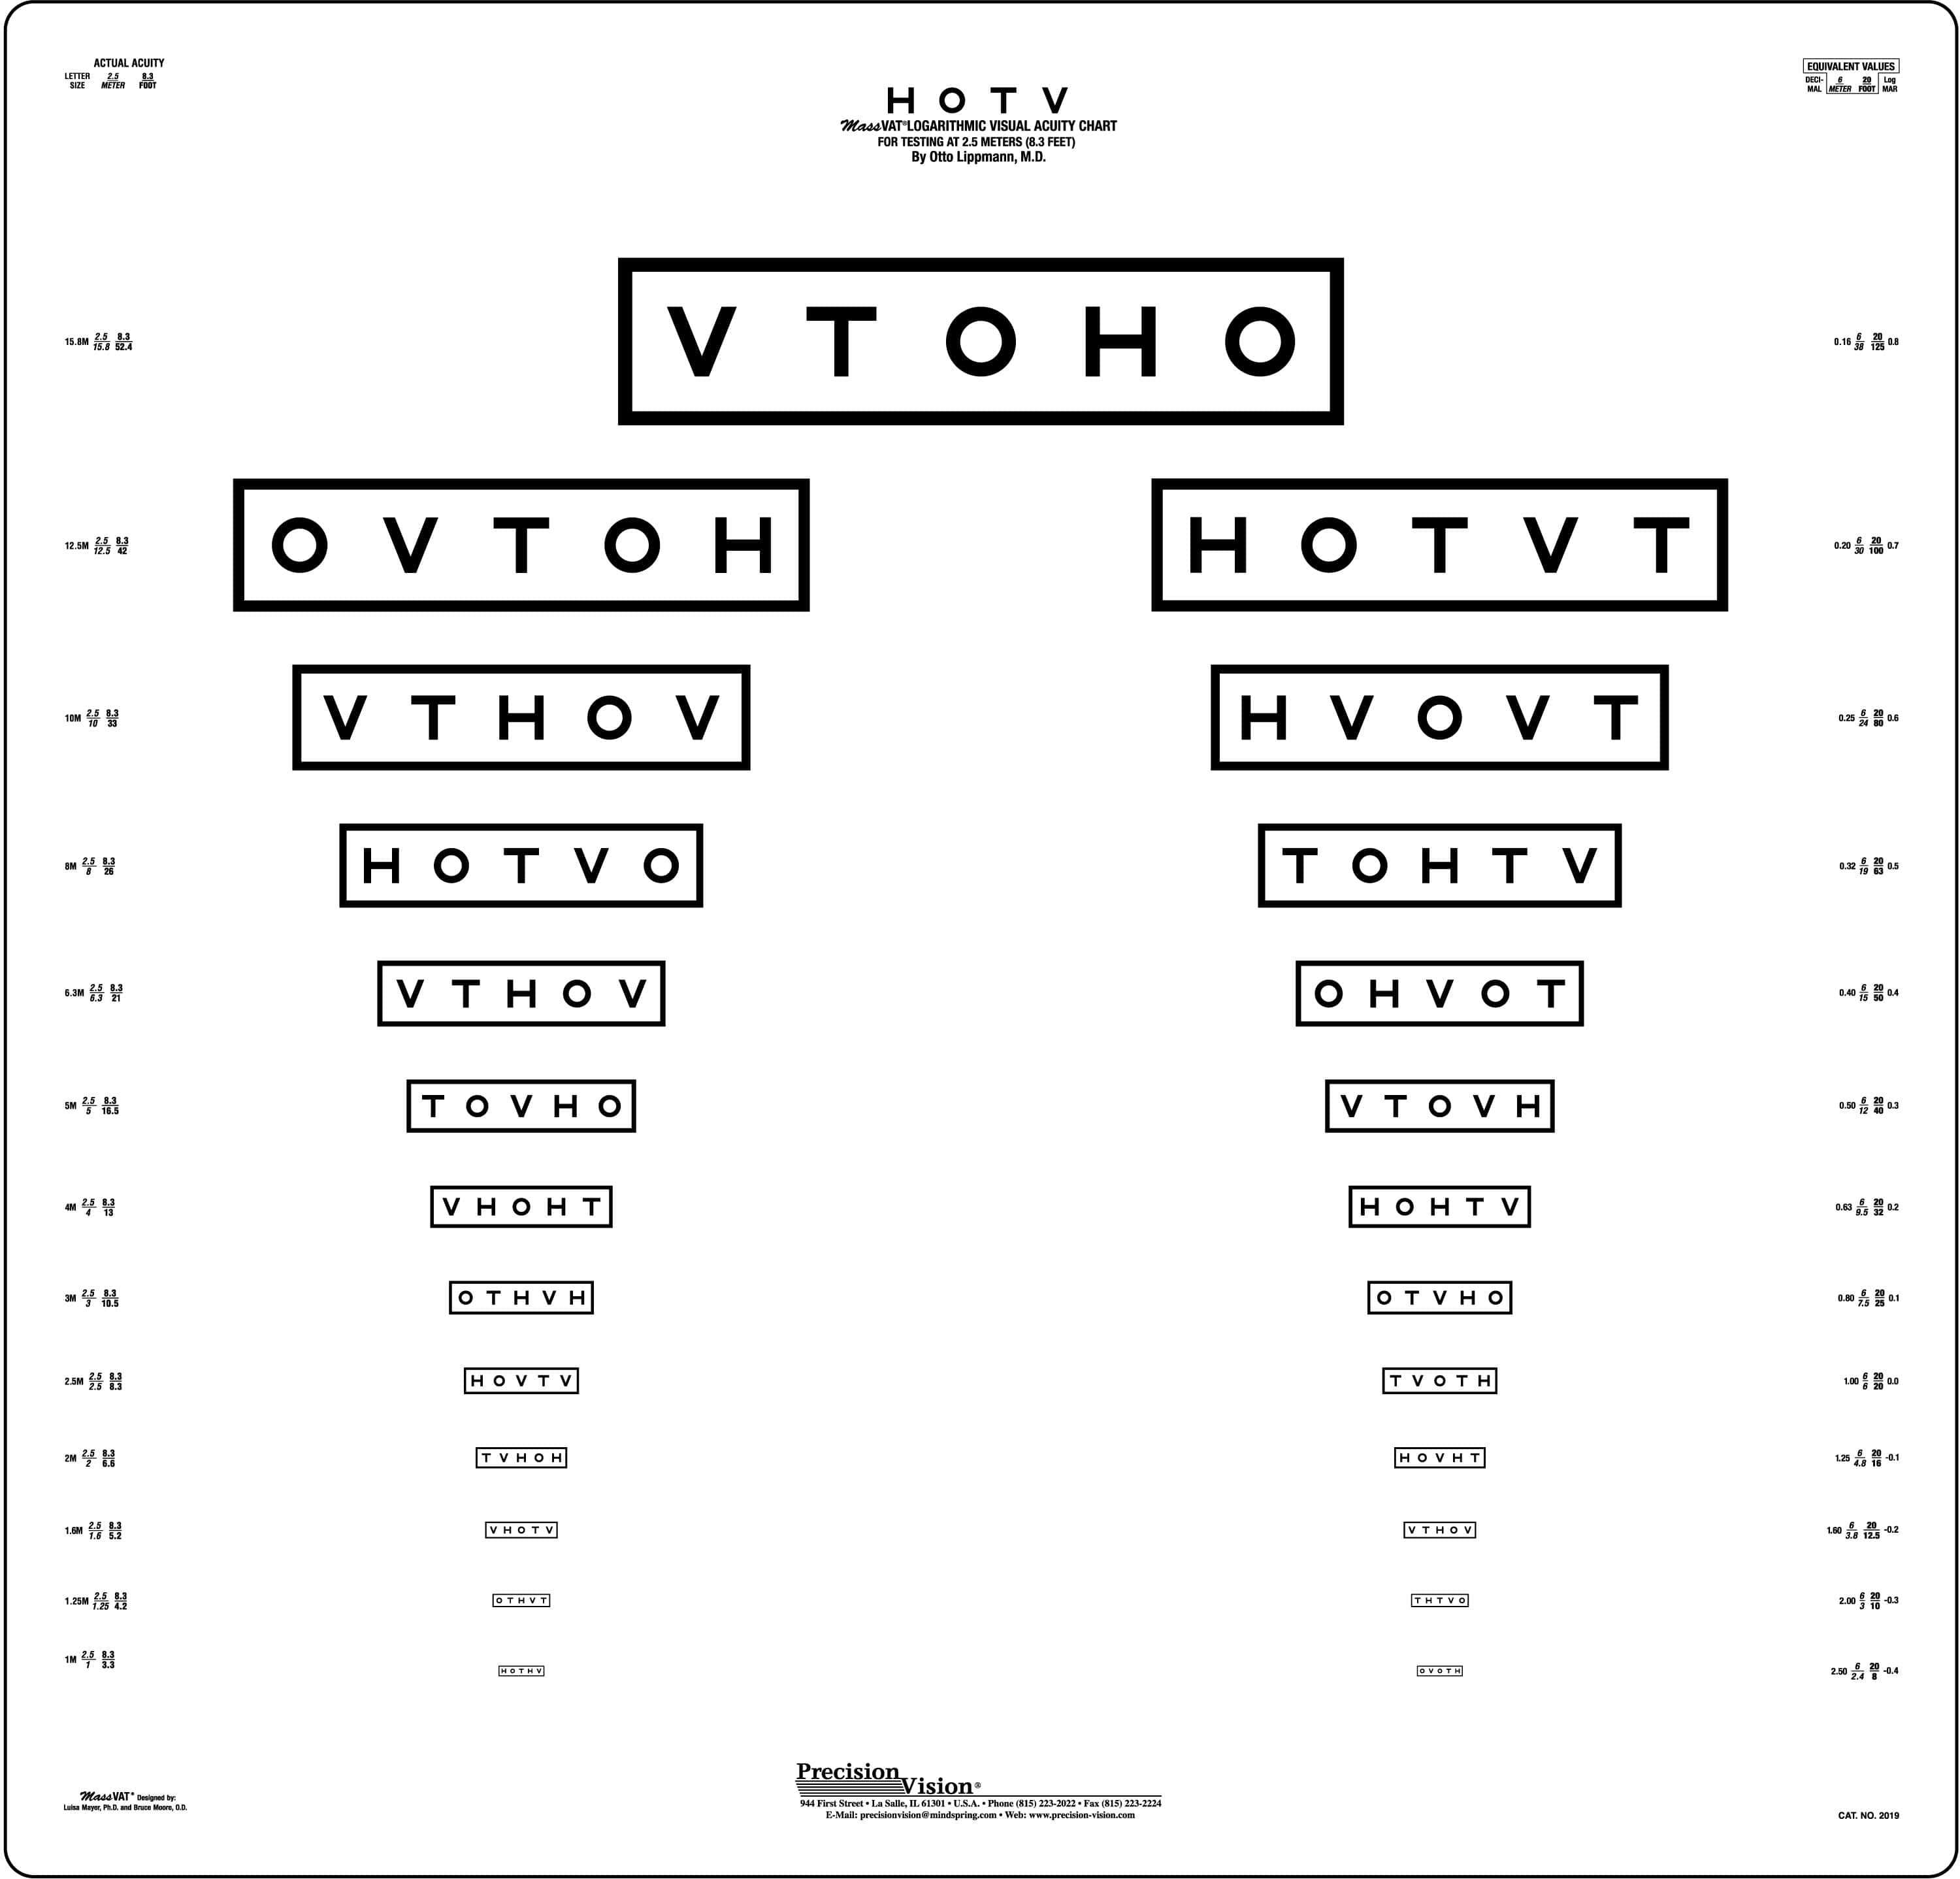 ACTUAL ACUITY
LETTER SIZE 2.5 METER 8.3 FOOT
EQUIVALENT VALUES
DECI-MAL 6 METER 20 FOOT Log MAR
H O T V
MassVAT® LOGARITHMIC VISUAL ACUITY CHART
FOR TESTING AT 2.5 METERS (8.3 FEET)
By Otto Lippmann, M.D.
15.8M 2.5/15.8 8.3/52.4 V T O H O 0.16 6/38 20/125 0.8
12.5M 2.5/12.5 8.3/42 O V T O H H O T V T 0.20 6/30 20/100 0.7
10M 2.5/10 8.3/33 V T H O V H V O V T 0.25 6/24 20/80 0.6
8M 2.5/8 8.3/26 H O T V O T O H T V 0.32 6/19 20/63 0.5
6.3M 2.5/6.3 8.3/21 V T H O V O H V O T 0.40 6/15 20/50 0.4
5M 2.5/5 8.3/16.5 T O V H O V T O V H 0.50 6/12 20/40 0.3
4M 2.5/4 8.3/13 V H O H T H O H T V 0.63 6/9.5 20/32 0.2
3M 2.5/3 8.3/10.5 O T H V H O T V H O 0.80 6/7.5 20/25 0.1
2.5M 2.5/2.5 8.3/8.3 H O V T V T V O T H 1.00 6/6 20/20 0.0
2M 2.5/2 8.3/6.6 T V H O H H O V H T 1.25 6/4.8 20/16 -0.1
1.6M 2.5/1.6 8.3/5.2 V H O T V V T H O V 1.60 6/3.8 20/12.5 -0.2
1.25M 2.5/1.25 8.3/4.2 O T H V T T H T V O 2.00 6/3 20/10 -0.3
1M 2.5/1 8.3/3.3 H O T H V O V O T H 2.50 6/2.4 20/8 -0.4
MassVAT® Designed by:
Luisa Mayer, Ph.D. and Bruce Moore, O.D.
Precision Vision®
944 First Street • La Salle, IL 61301 • U.S.A. • Phone (815) 223-2022 • Fax (815) 223-2224
E-Mail: precisionvision@mindspring.com • Web: www.precision-vision.com
CAT. NO. 2019